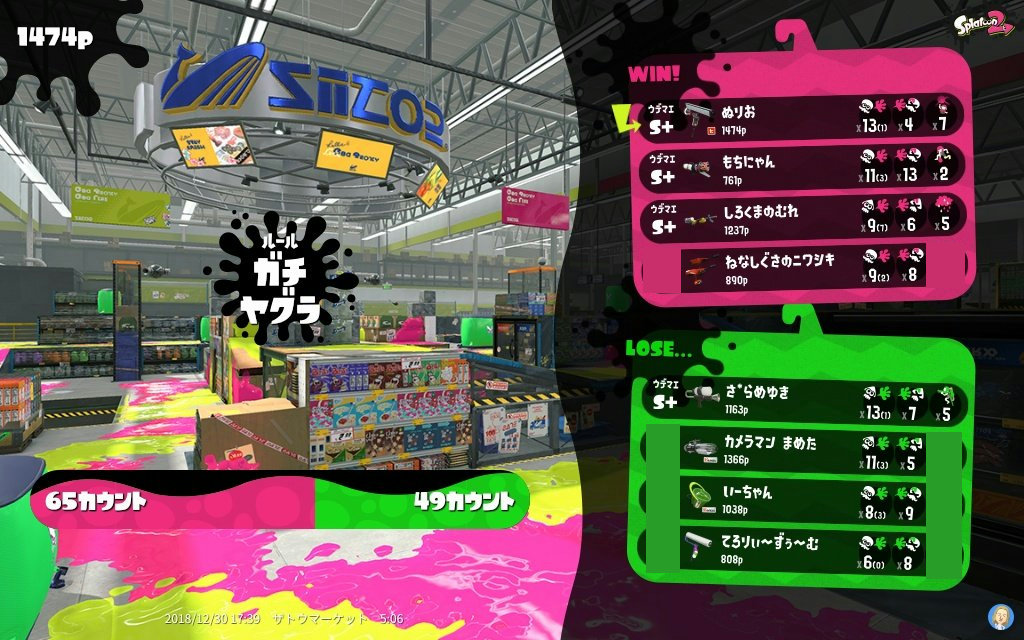 1474p
Splatoon 2
WIN!
ウデマエ
S+
ぬりお
1474p
x13(1) x4 x7
ウデマエ
S+
もちにゃん
761p
x11(3) x13 x2
ウデマエ
S+
しろくまのむれ
1237p
x9(7) x6 x5
ねなしぐさのニワシキ
890p
x9(2) x8
ルール
ガチ
ヤグラ
LOSE...
ウデマエ
S+
ざらめゆき
1163p
x13(1) x7 x5
カメラマン まめた
1366p
x11(3) x5
いーちゃん
1038p
x8(3) x9
てろりぃ～ずぅ～む
808p
x6(0) x8
65カウント
49カウント
2018/12/30 17:39 ザトウマーケット 5:06